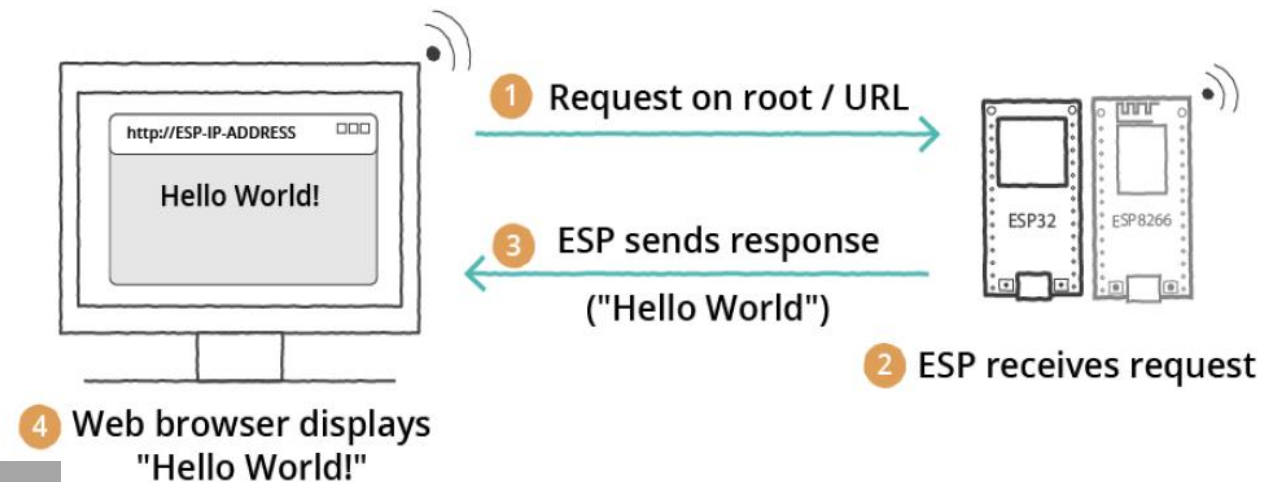 http://ESP-IP-ADDRESS
Hello World!
1 Request on root / URL
3 ESP sends response
("Hello World")
ESP32
ESP8266
2 ESP receives request
4 Web browser displays
"Hello World!"